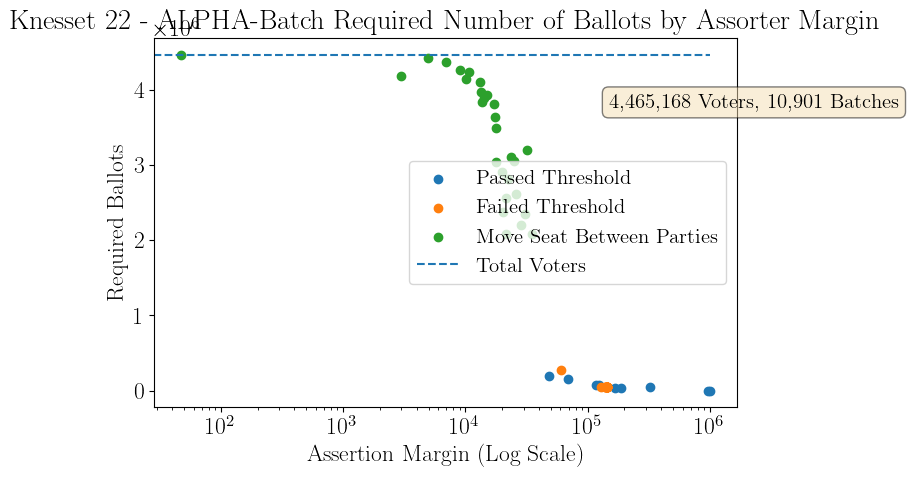 Knesset 22 - ALPHA-Batch Required Number of Ballots by Assorter Margin
×10⁶
4,465,168 Voters, 10,901 Batches
Required Ballots
4
3
1
0
Passed Threshold
Failed Threshold
Move Seat Between Parties
Total Voters
10² 10³ 10⁴ 10⁵ 10⁶
Assertion Margin (Log Scale)